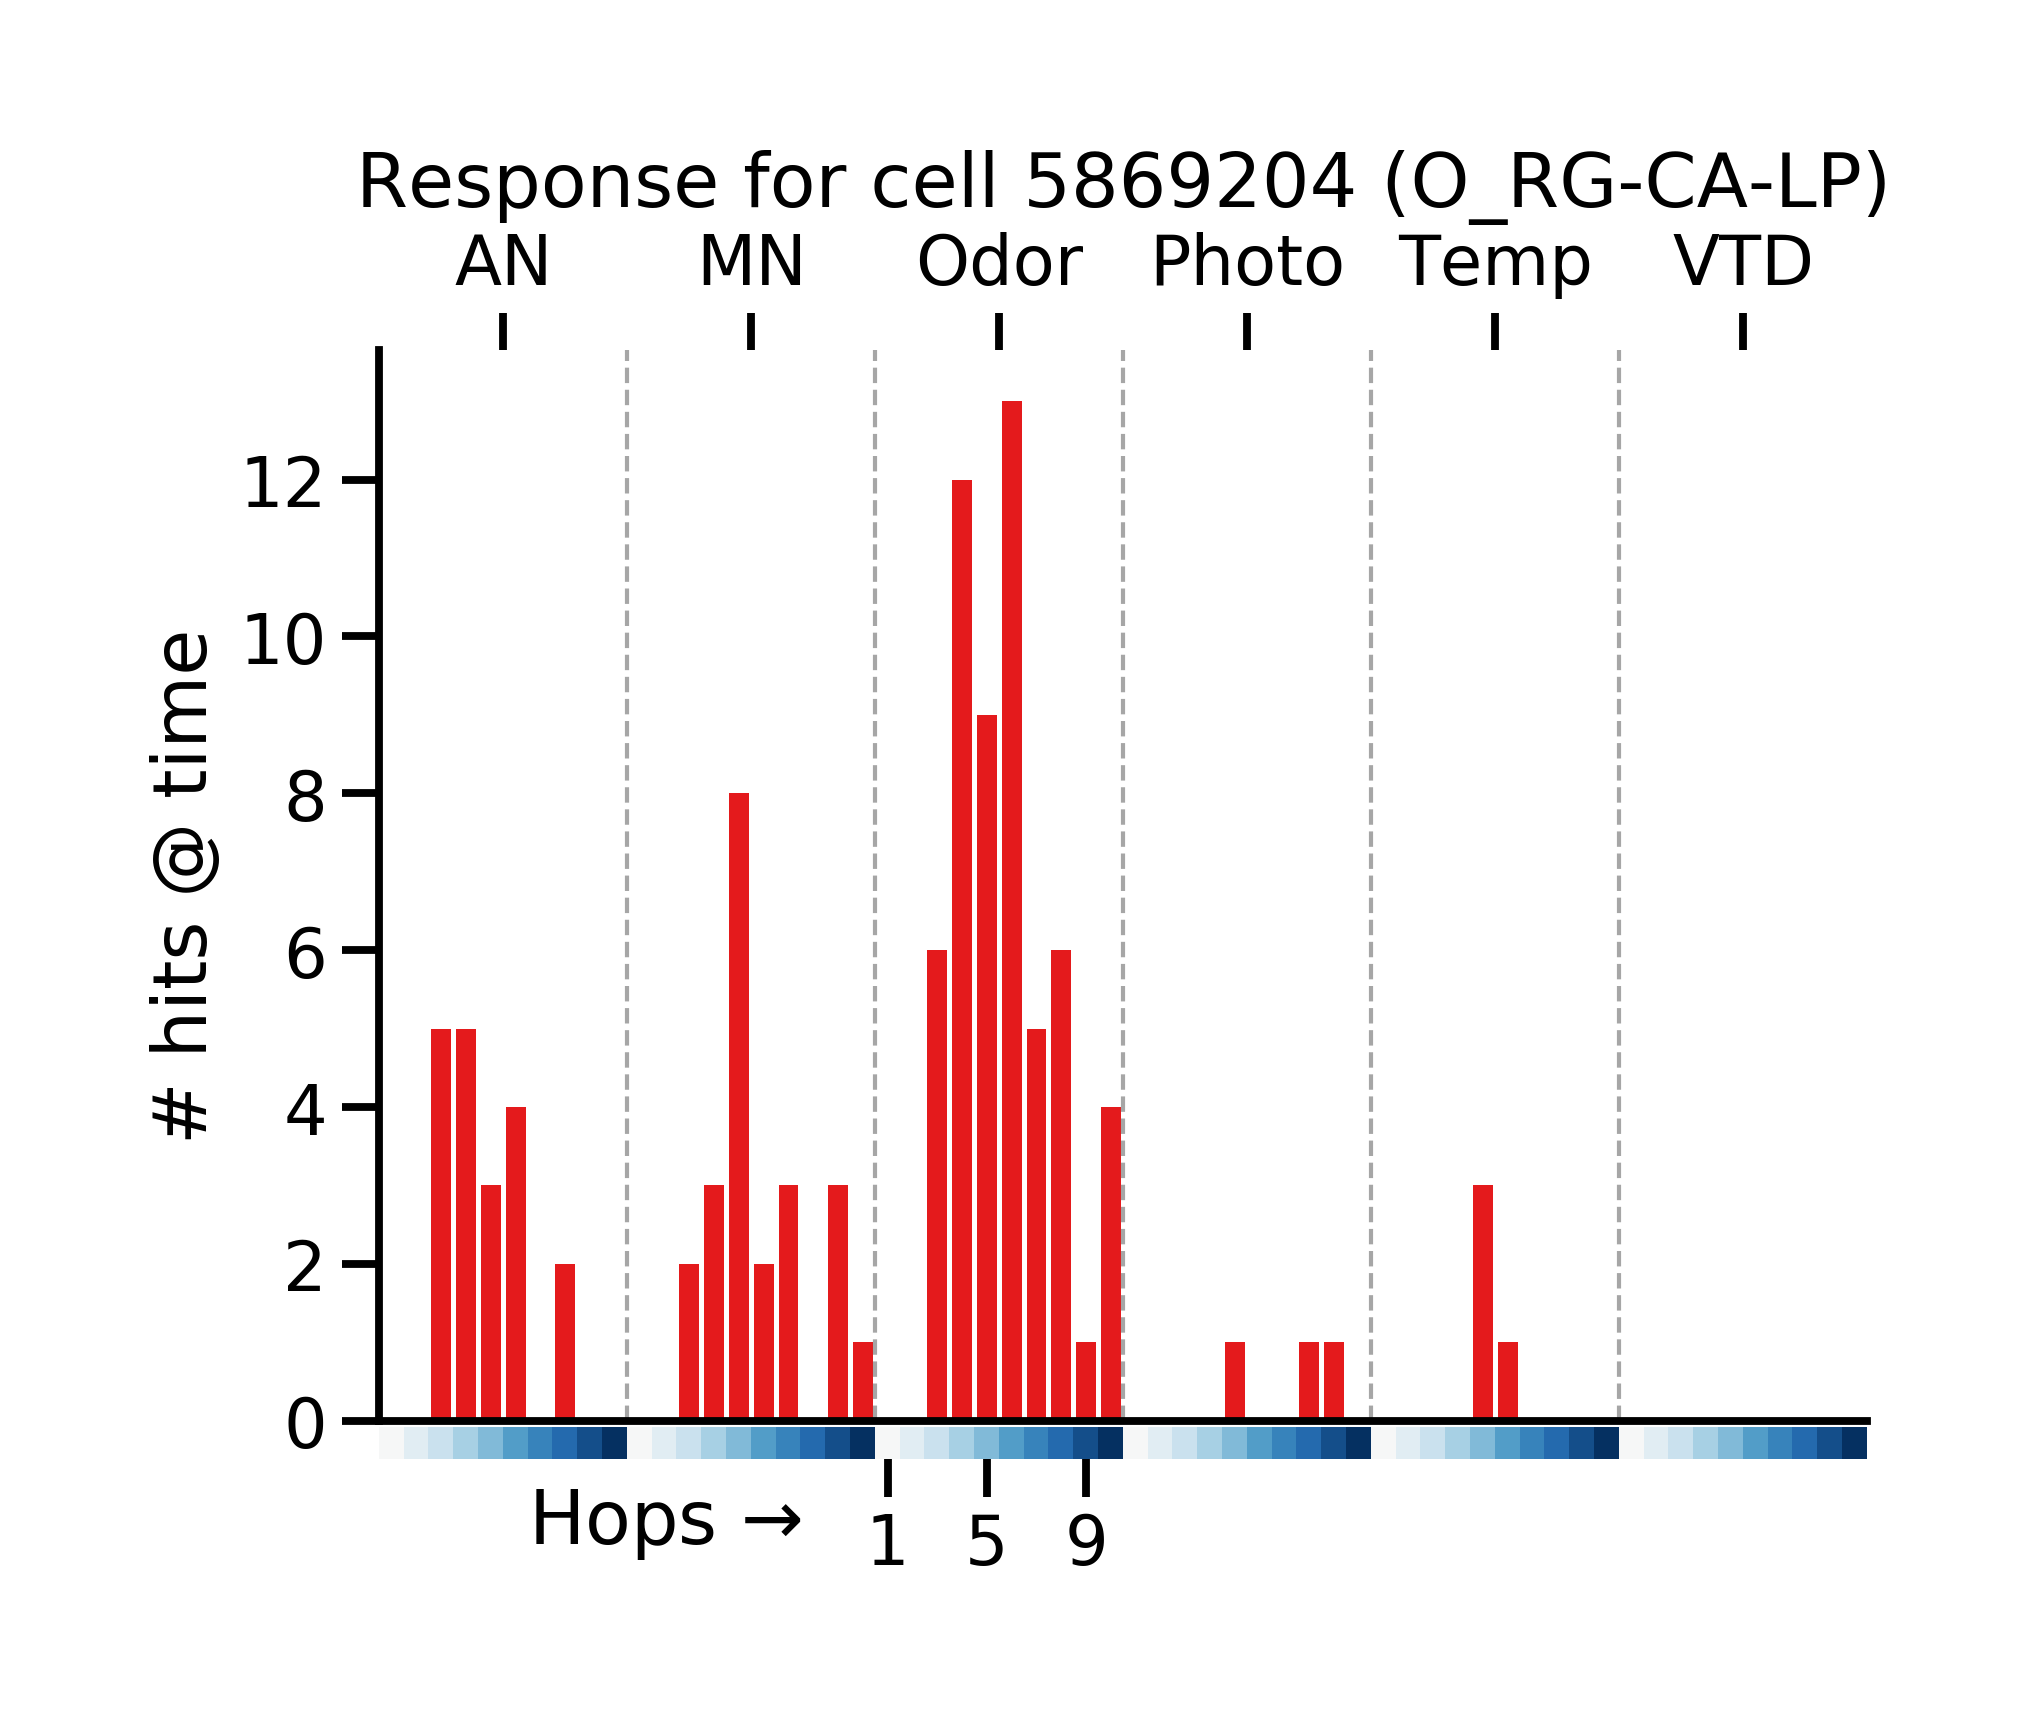 Response for cell 5869204 (O_RG-CA-LP)
AN MN Odor Photo Temp VTD
# hits @ time
12
10
8
6
4
2
0
Hops →
1 5 9